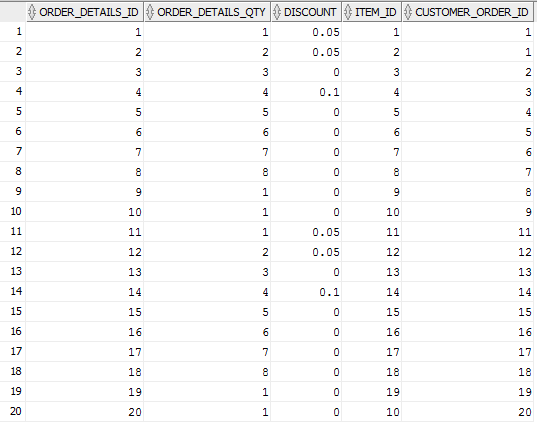 ORDER_DETAILS_ID ORDER_DETAILS_QTY DISCOUNT ITEM_ID CUSTOMER_ORDER_ID
1 1 1 0.05 1 1
2 2 2 0.05 2 1
3 3 3 0 3 2
4 4 4 0.1 4 3
5 5 5 0 5 4
6 6 6 0 6 5
7 7 7 0 7 6
8 8 8 0 8 7
9 9 1 0 9 8
10 10 1 0 10 9
11 11 1 0.05 11 11
12 12 2 0.05 12 12
13 13 3 0 13 13
14 14 4 0.1 14 14
15 15 5 0 15 15
16 16 6 0 16 16
17 17 7 0 17 17
18 18 8 0 18 18
19 19 1 0 19 19
20 20 1 0 10 20